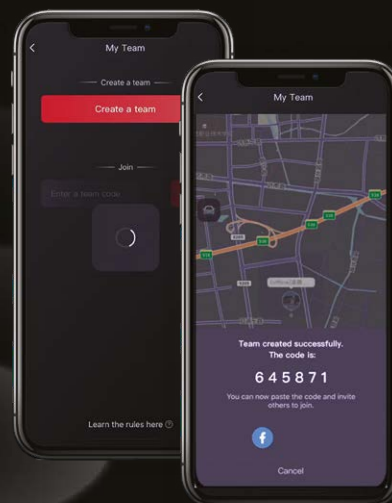 My Team
Create a team
Create a team
Join
Enter a team code
Learn the rules here
My Team
Team created successfully.
The code is:
645871
You can now paste the code and invite
others to join.
f
Cancel